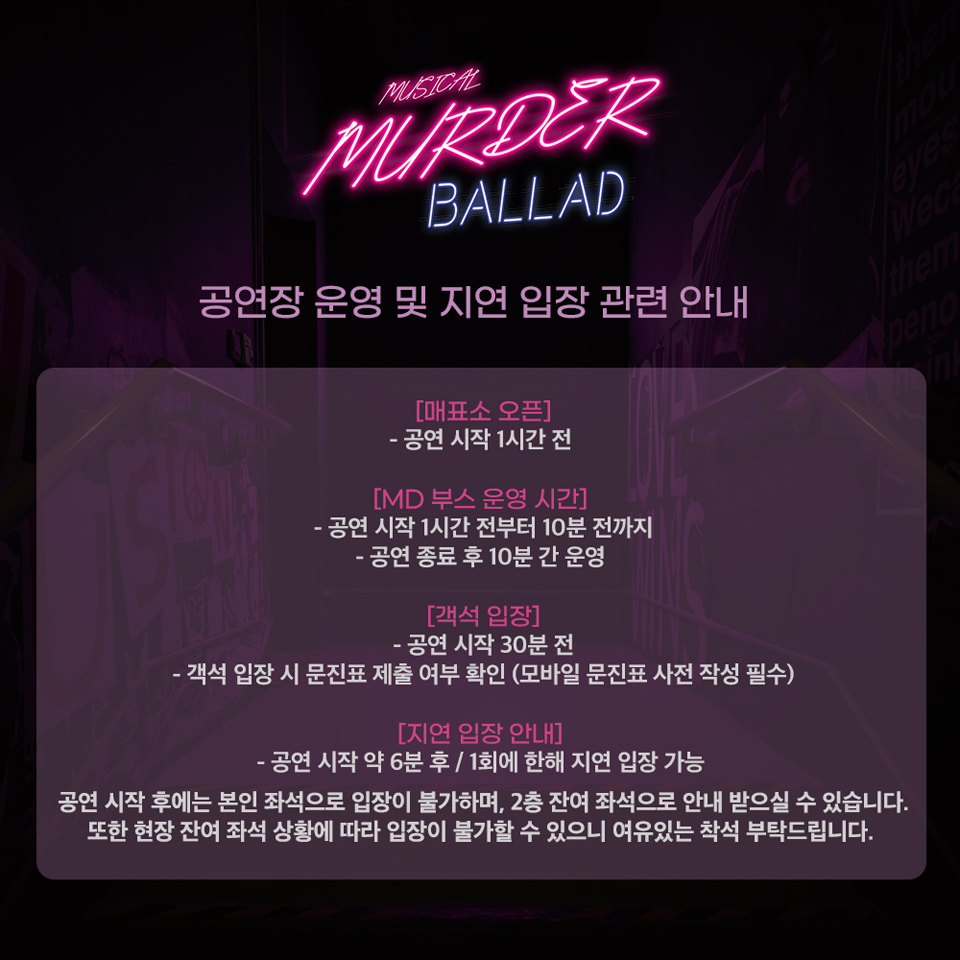 MUSICAL
MURDER
BALLAD
공연장 운영 및 지연 입장 관련 안내
[매표소 오픈]
- 공연 시작 1시간 전
[MD 부스 운영 시간]
- 공연 시작 1시간 전부터 10분 전까지
- 공연 종료 후 10분 간 운영
[객석 입장]
- 공연 시작 30분 전
- 객석 입장 시 문진표 제출 여부 확인 (모바일 문진표 사전 작성 필수)
[지연 입장 안내]
- 공연 시작 약 6분 후 / 1회에 한해 지연 입장 가능
공연 시작 후에는 본인 좌석으로 입장이 불가하며, 2층 잔여 좌석으로 안내 받으실 수 있습니다.
또한 현장 잔여 좌석 상황에 따라 입장이 불가할 수 있으니 여유있는 착석 부탁드립니다.